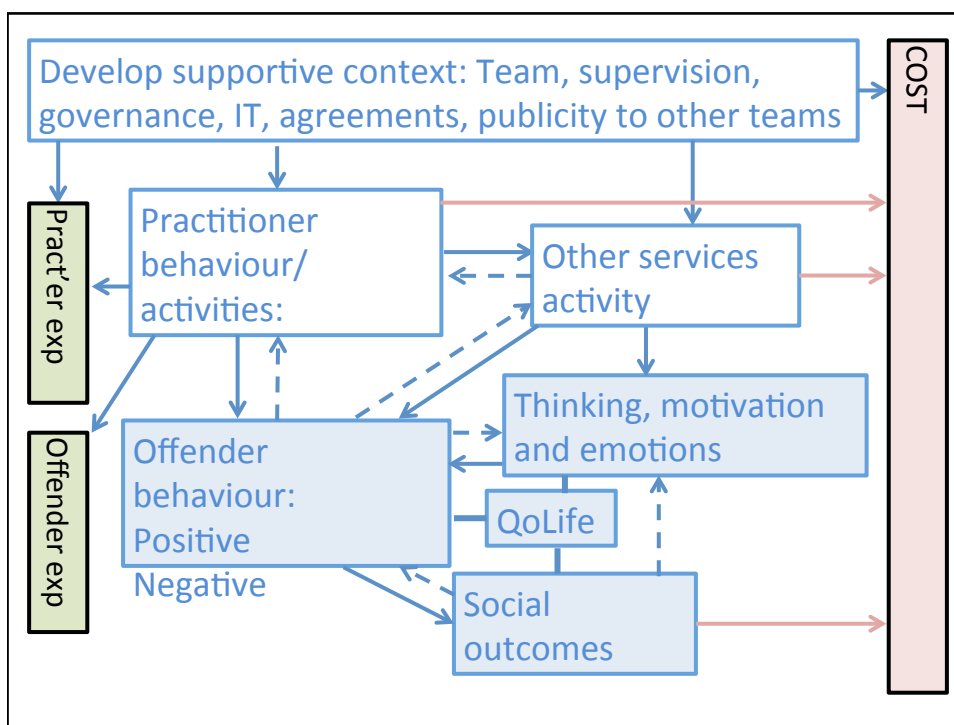 Develop supportive context: Team, supervision,
governance, IT, agreements, publicity to other teams
COST
Pract’er exp
Practitioner
behaviour/
activities:
Other services
activity
Thinking, motivation
and emotions
Offender exp
Offender
behaviour:
Positive
Negative
QoLife
Social
outcomes